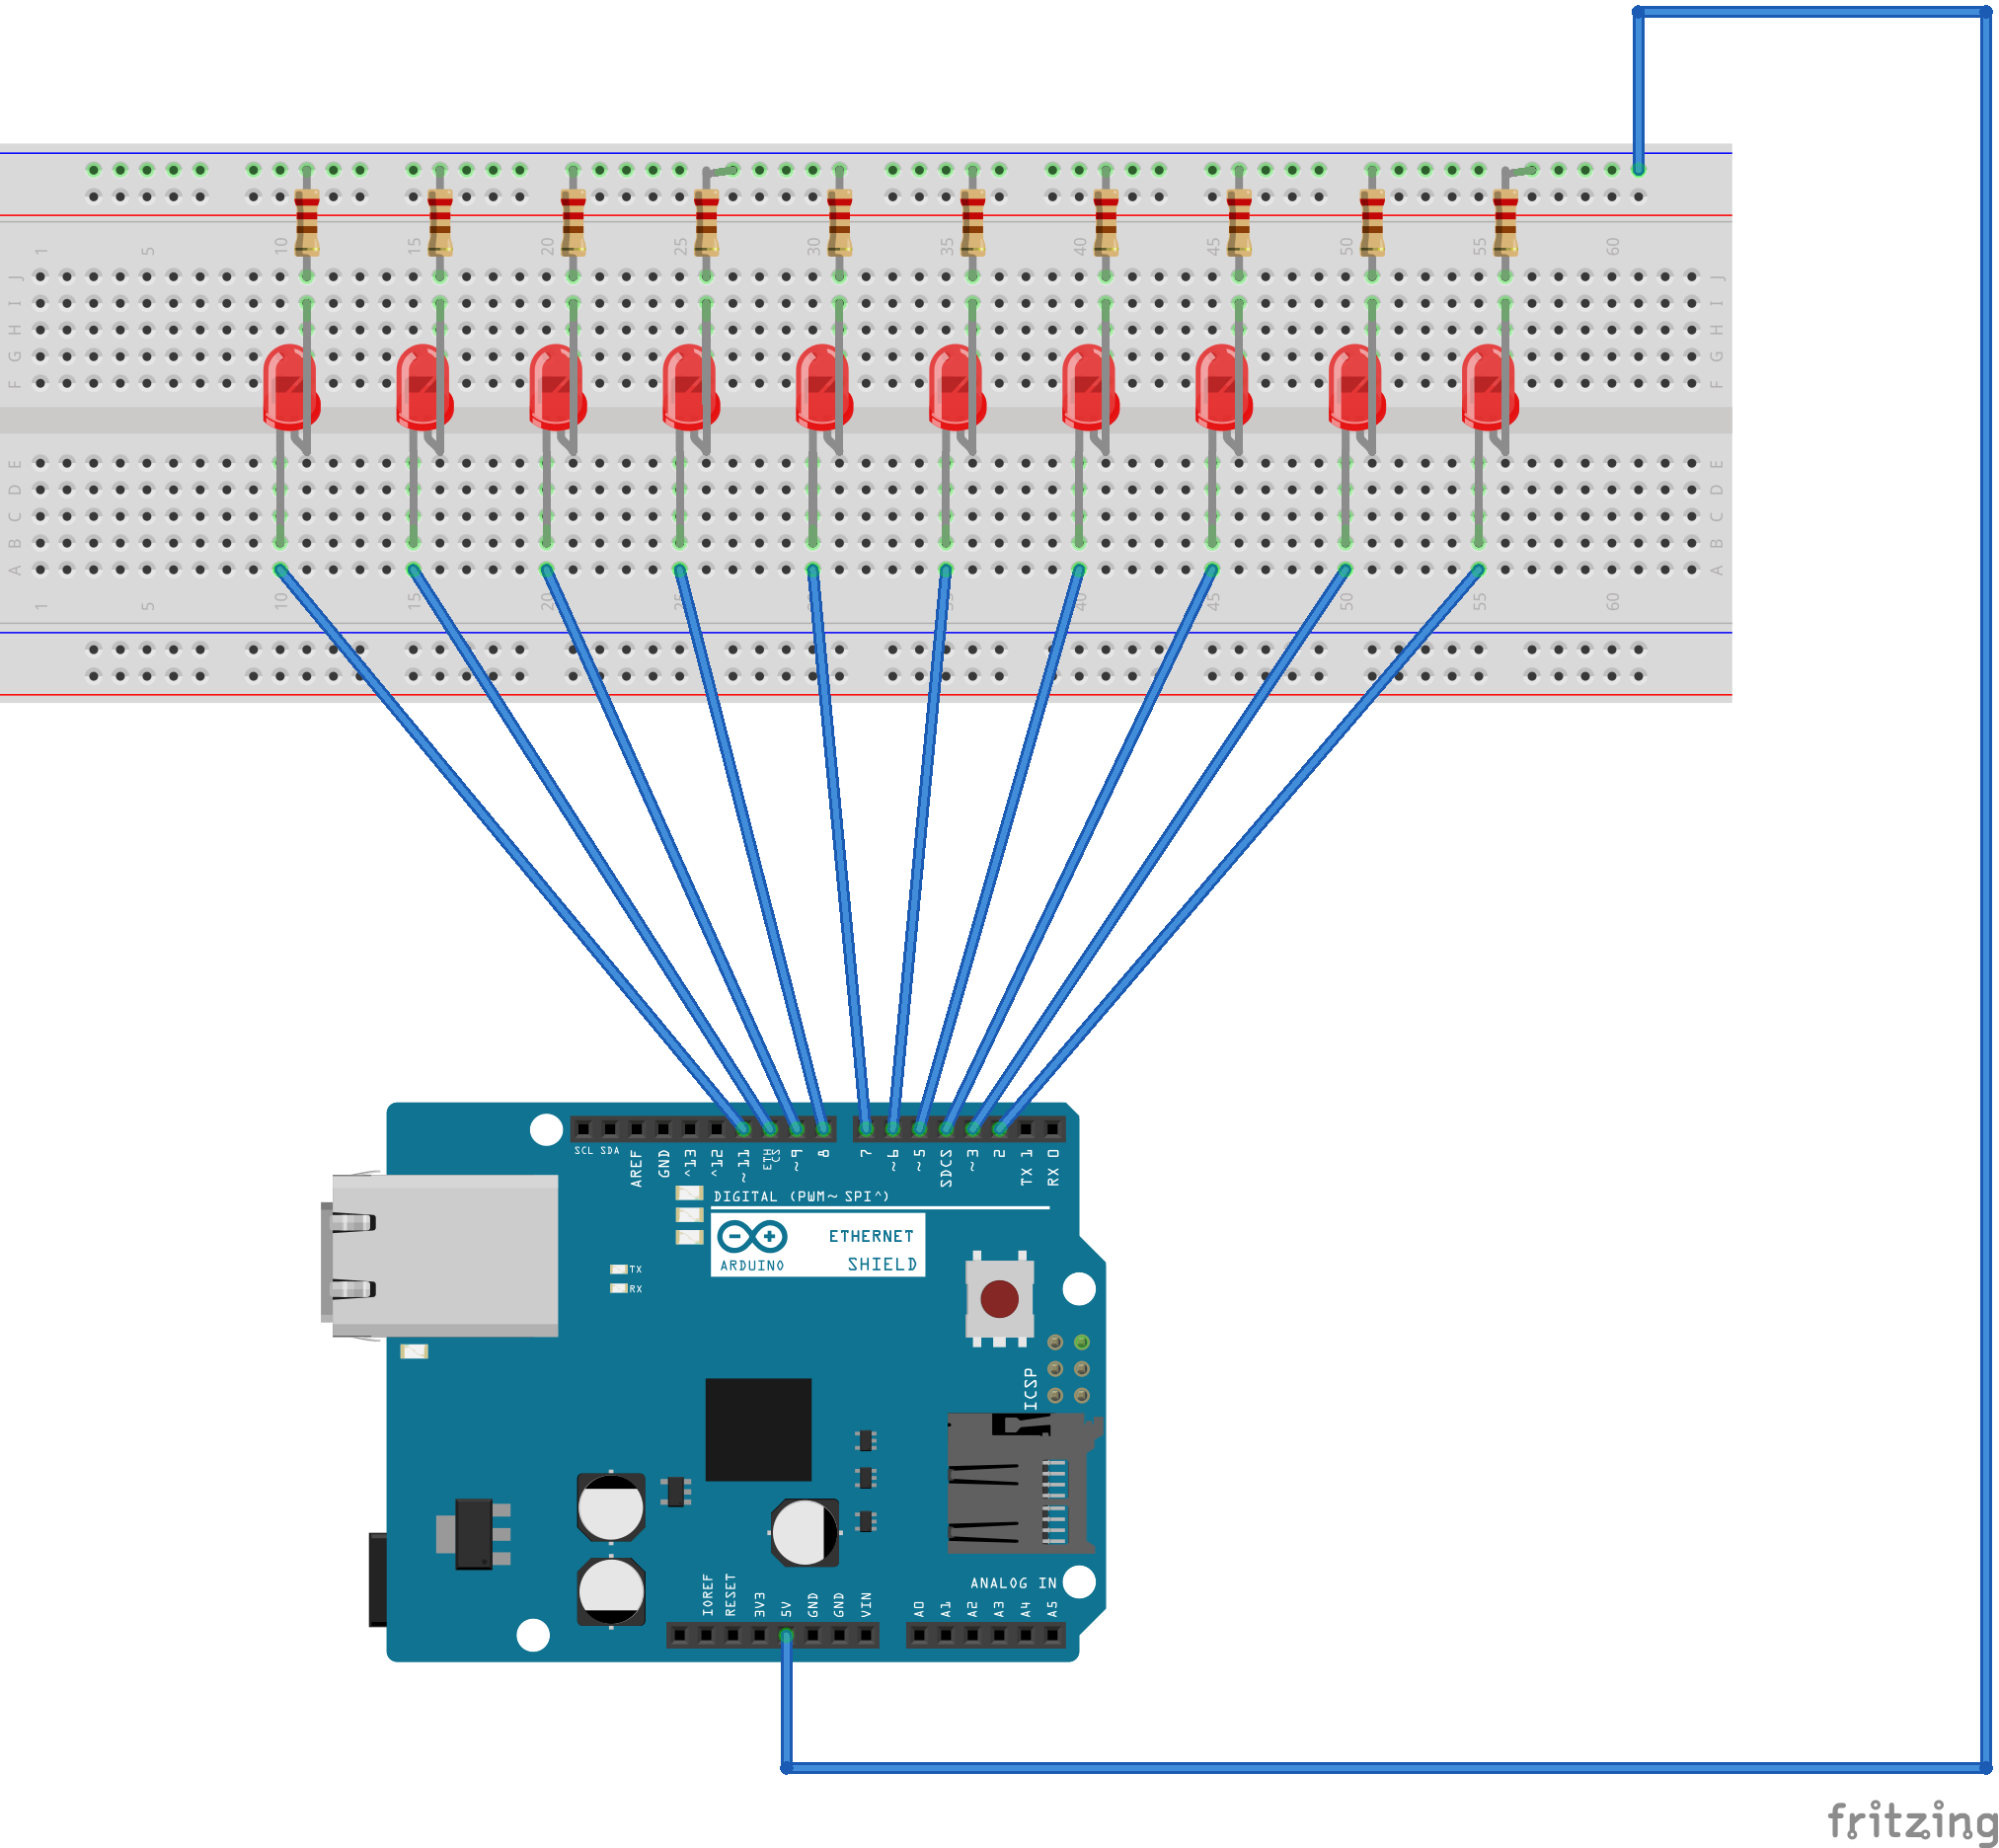 1 5 10 15 20 25 30 35 40 45 50 55 60
J J
I I
H H
G G
F F
E E
D D
C C
B B
A A
1 5 10 15 20 40 45 50 55 60
SCL SDA AREF GND ^13 ^12 ~11 ETH CS ~9 8 7 ~6 ~5 SDCS ~3 2 TX 1 RX 0
DIGITAL (PWM~ SPI^)
ETHERNET
ARDUINO SHIELD
TX
RX
ICSP
ANALOG IN
IOREF RESET 3V3 5V GND GND VIN A0 A1 A2 A3 A4 A5
fritzing